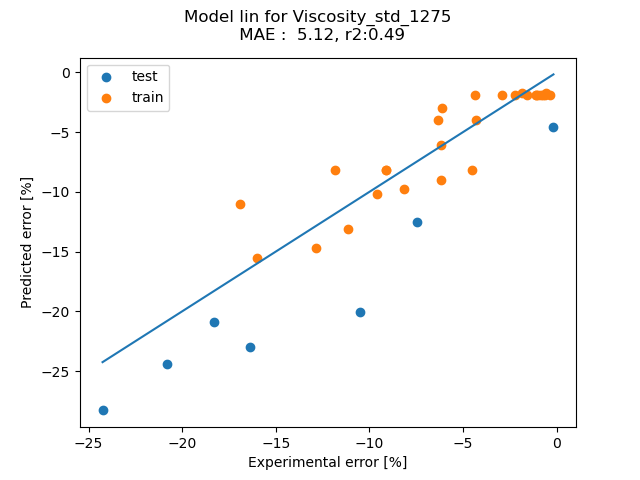 Model lin for Viscosity_std_1275
MAE :  5.12, r2:0.49
test
train
0
−5
−10
−15
−20
−25
Predicted error [%]
−25
−20
−15
−10
−5
0
Experimental error [%]